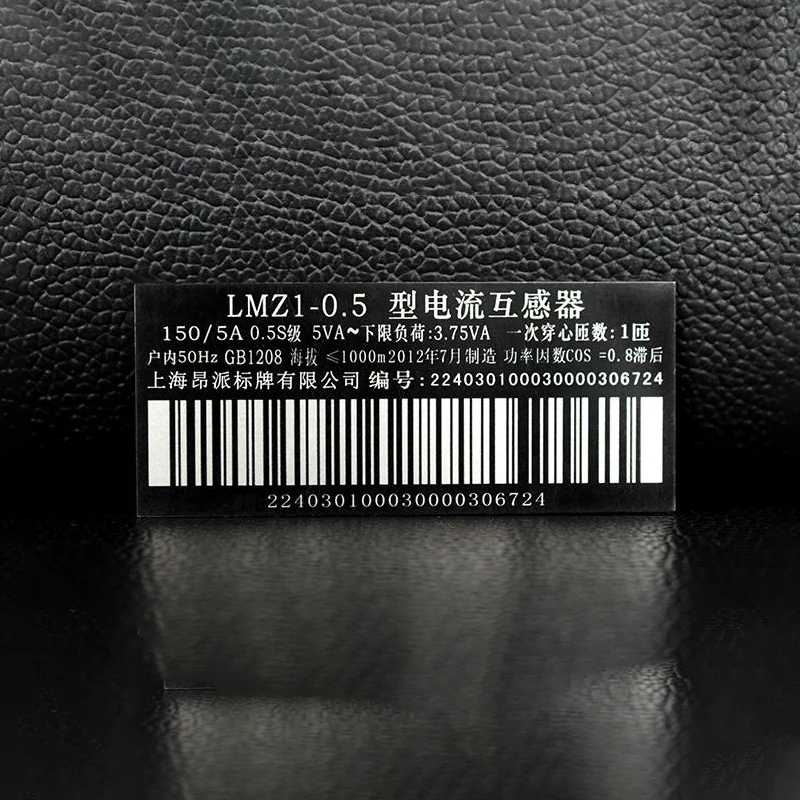 LMZ1-0.5 型电流互感器
150/5A 0.5S级 5VA~下限负荷:3.75VA 一次穿心匝数:1匝
户内50Hz GB1208 海拔 ≤1000m2012年7月制造 功率因数COS =0.8滞后
上海昂派标牌有限公司 编号:224030100030000306724
224030100030000306724